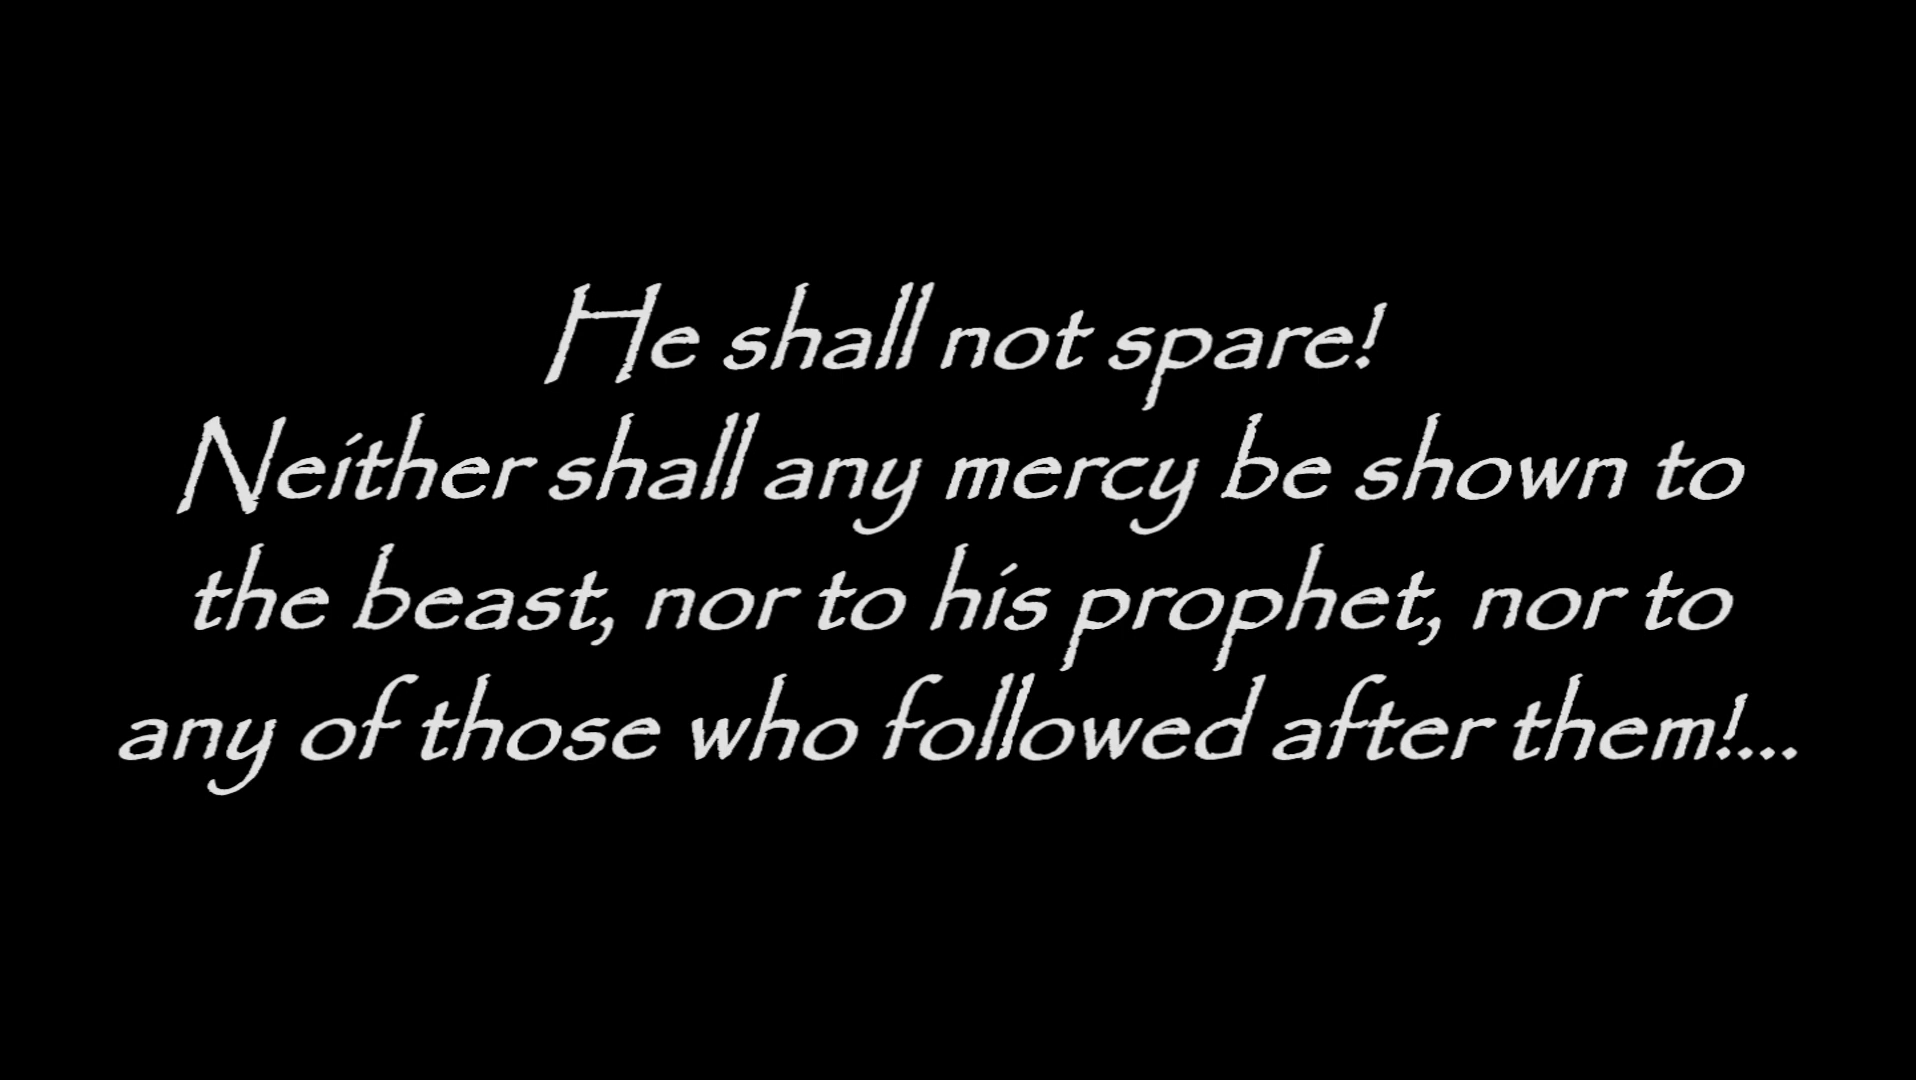 He shall not spare!
Neither shall any mercy be shown to
the beast, nor to his prophet, nor to
any of those who followed after them!...